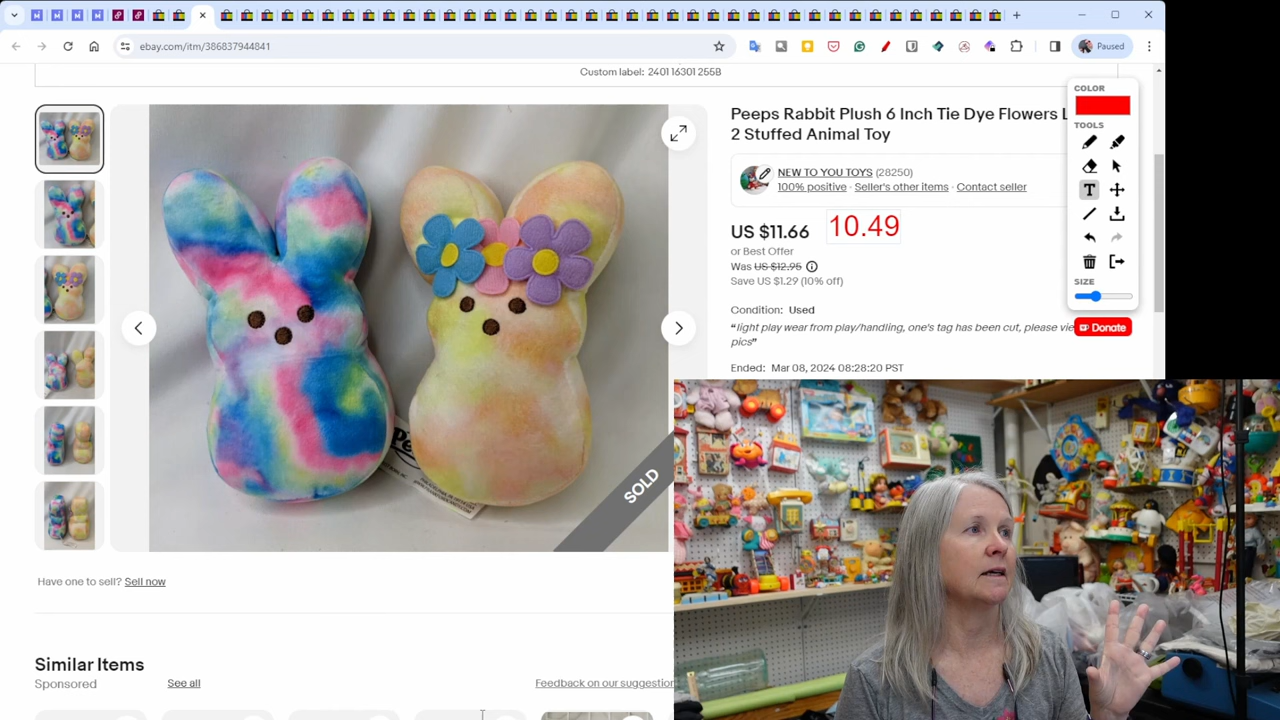 Paused
ebay.com/itm/386837944841
Custom label: 2401 16301 255B
COLOR
TOOLS
T
SIZE
Donate
Peeps Rabbit Plush 6 Inch Tie Dye Flowers
2 Stuffed Animal Toy
NEW TO YOU TOYS (28250)
100% positive · Seller's other items · Contact seller
US $11.66
10.49
or Best Offer
Was US $12.95
Save US $1.29 (10% off)
Condition: Used
“light play wear from play/handling, one's tag has been cut, please
pics”
Ended: Mar 08, 2024 08:28:20 PST
SOLD
Have one to sell? Sell now
Similar Items
Sponsored
See all
Feedback on our suggestion